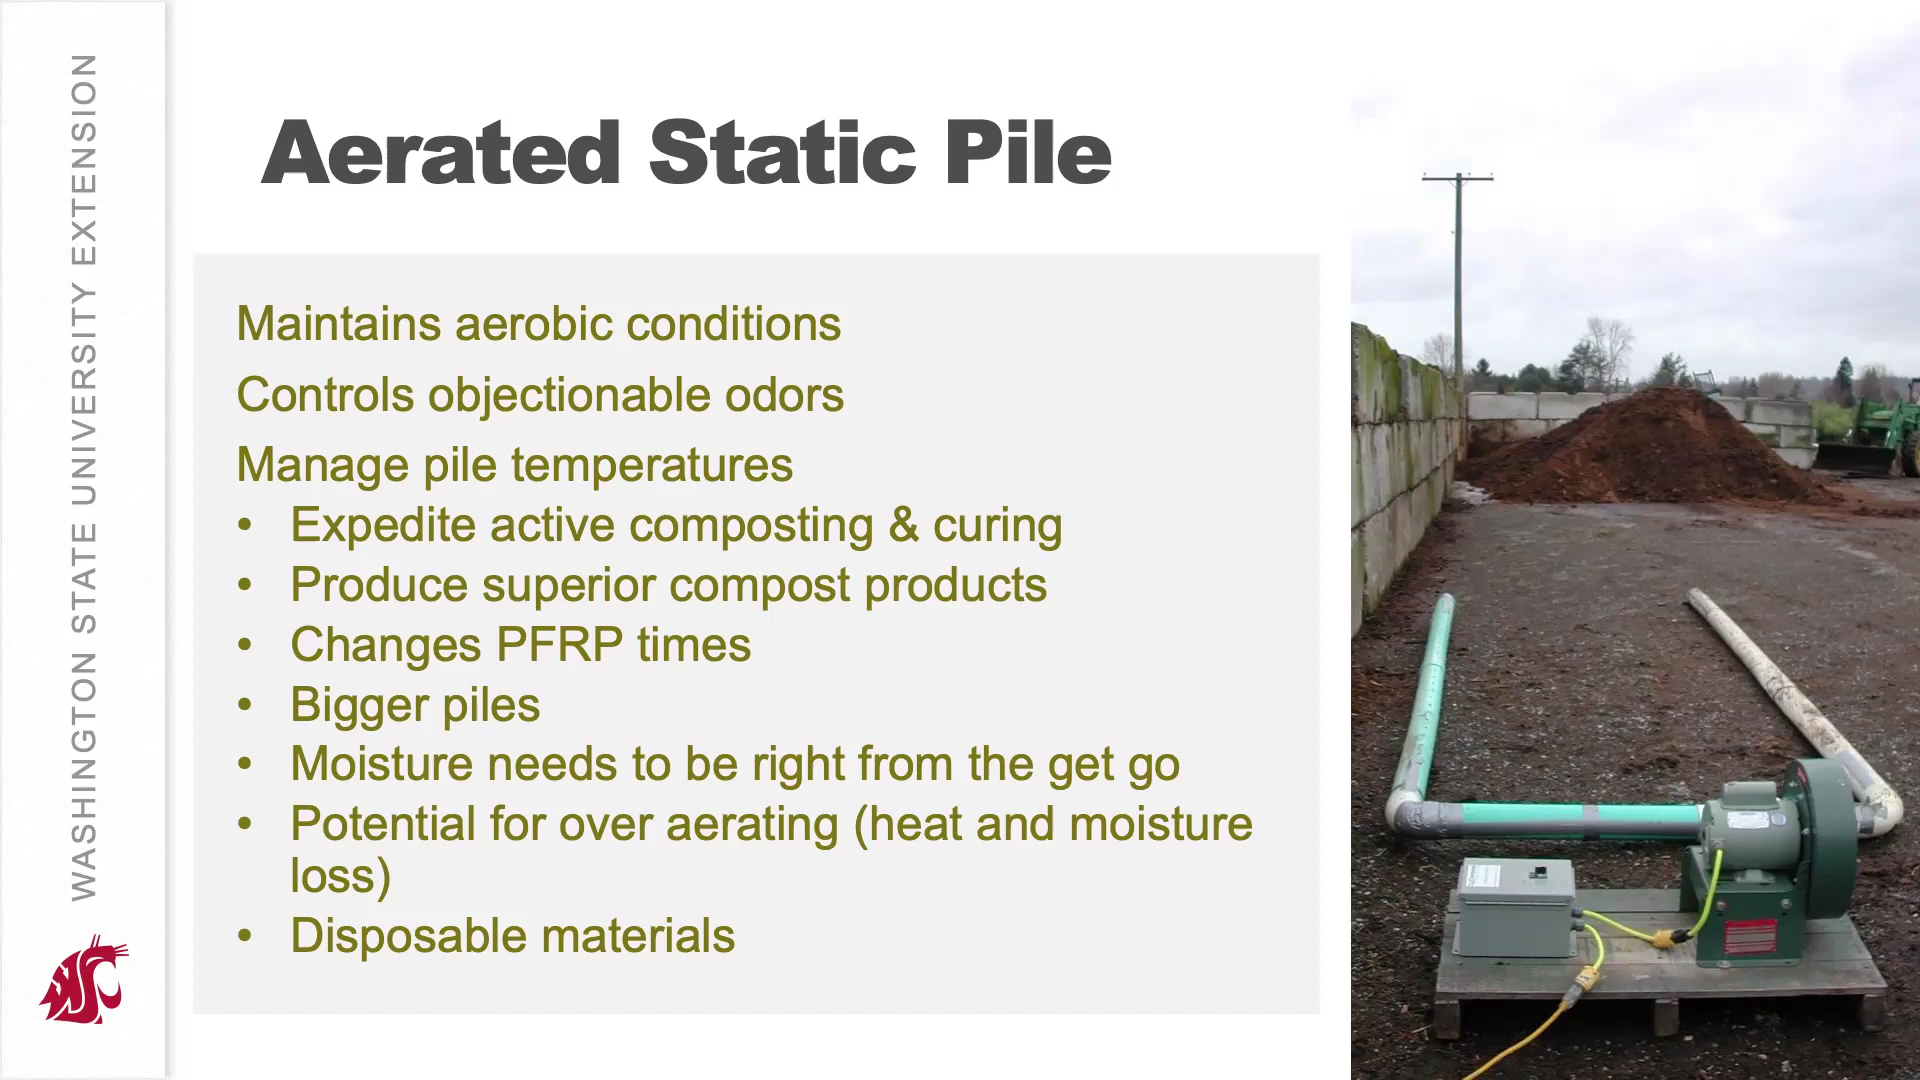 WASHINGTON STATE UNIVERSITY EXTENSION
Aerated Static Pile
Maintains aerobic conditions
Controls objectionable odors
Manage pile temperatures
• Expedite active composting & curing
• Produce superior compost products
• Changes PFRP times
• Bigger piles
• Moisture needs to be right from the get go
• Potential for over aerating (heat and moisture
loss)
• Disposable materials